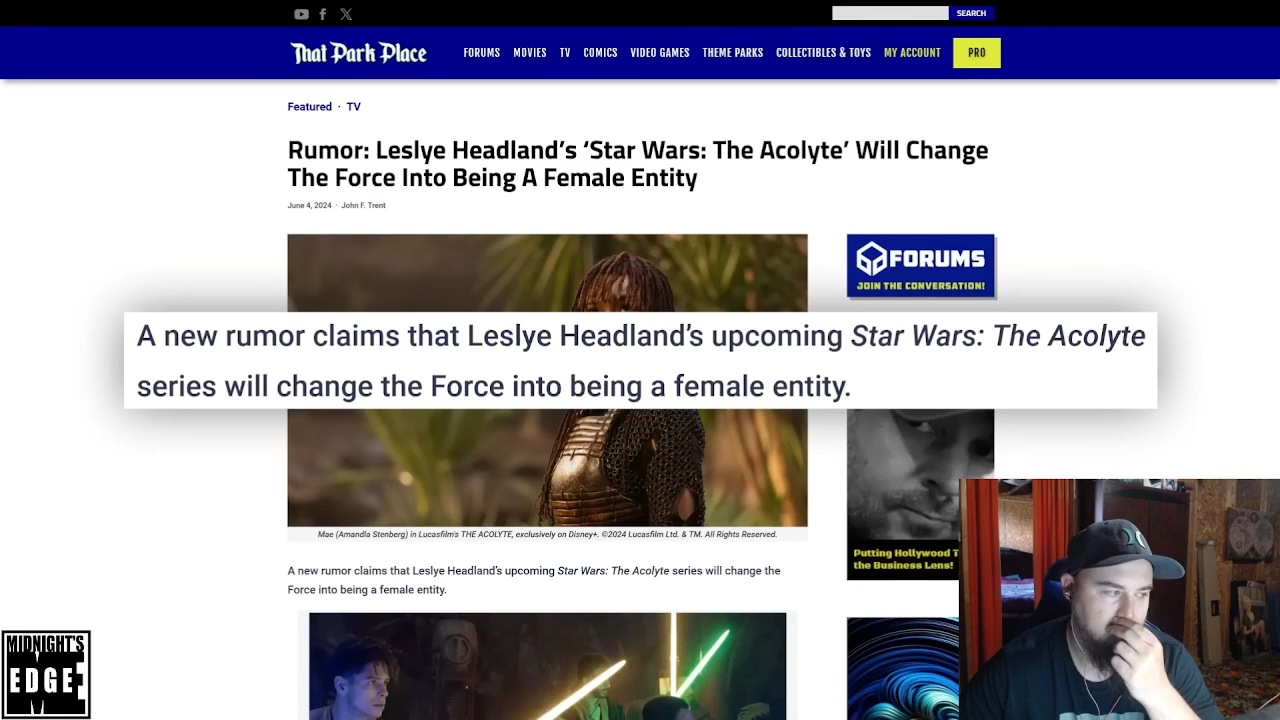 SEARCH
That Park Place
FORUMS MOVIES TV COMICS VIDEO GAMES THEME PARKS COLLECTIBLES & TOYS MY ACCOUNT PRO
Featured · TV
Rumor: Leslye Headland’s ‘Star Wars: The Acolyte’ Will Change
The Force Into Being A Female Entity
June 4, 2024 · John F. Trent
FORUMS
JOIN THE CONVERSATION!
A new rumor claims that Leslye Headland’s upcoming Star Wars: The Acolyte
series will change the Force into being a female entity.
Mae (Amandla Stenberg) in Lucasfilm's THE ACOLYTE, exclusively on Disney+. ©2024 Lucasfilm Ltd. & TM. All Rights Reserved.
Putting Hollywood T
the Business Lens!
A new rumor claims that Leslye Headland’s upcoming Star Wars: The Acolyte series will change the
Force into being a female entity.
MIDNIGHT'S
EDGE